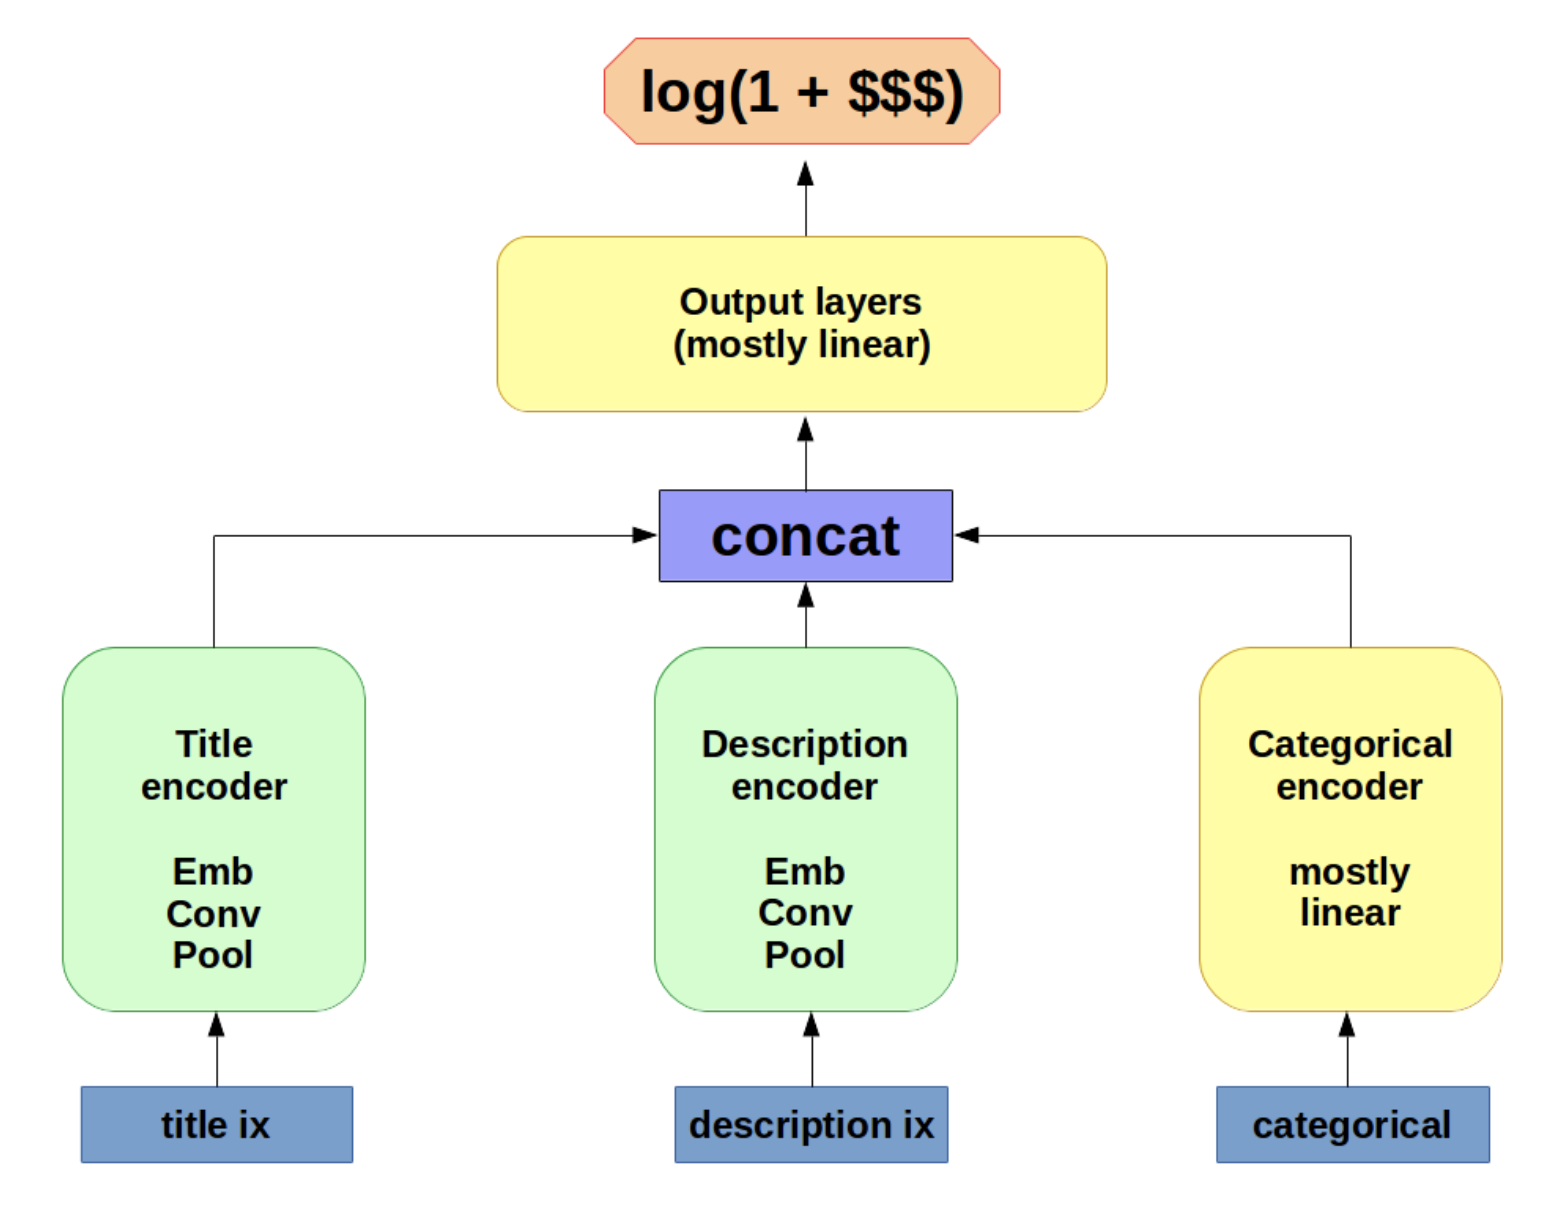 log(1 + $$$)
Output layers
(mostly linear)
concat
Title
encoder
Emb
Conv
Pool
Description
encoder
Emb
Conv
Pool
Categorical
encoder
mostly
linear
title ix
description ix
categorical